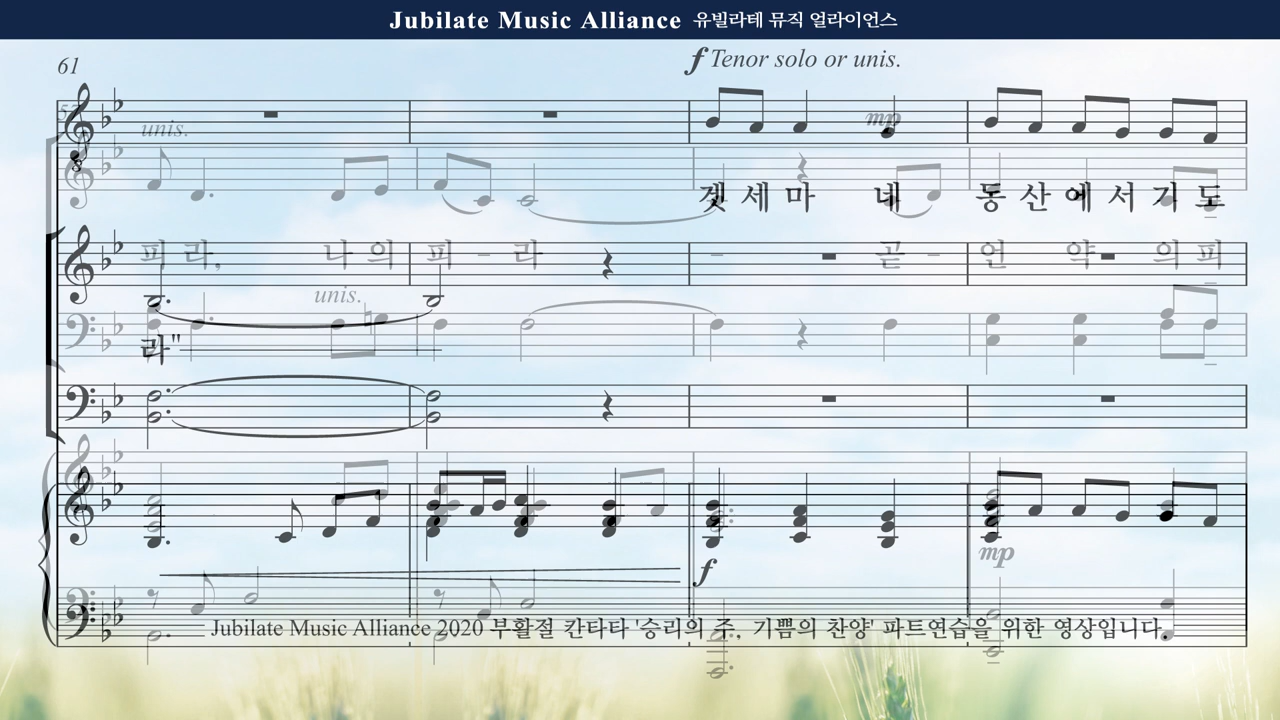 Jubilate Music Alliance 유빌라테 뮤직 얼라이언스
61
f Tenor solo or unis.
unis.
mp
겟 세 마 네 동 산 에 서 기 도
피 라, 나 의 피 - 라 - 곧 - 언 약 의 피
unis.
라"
mp
f
Jubilate Music Alliance 2020 부활절 칸타타 '승리의 주, 기쁨의 찬양' 파트연습을 위한 영상입니다.